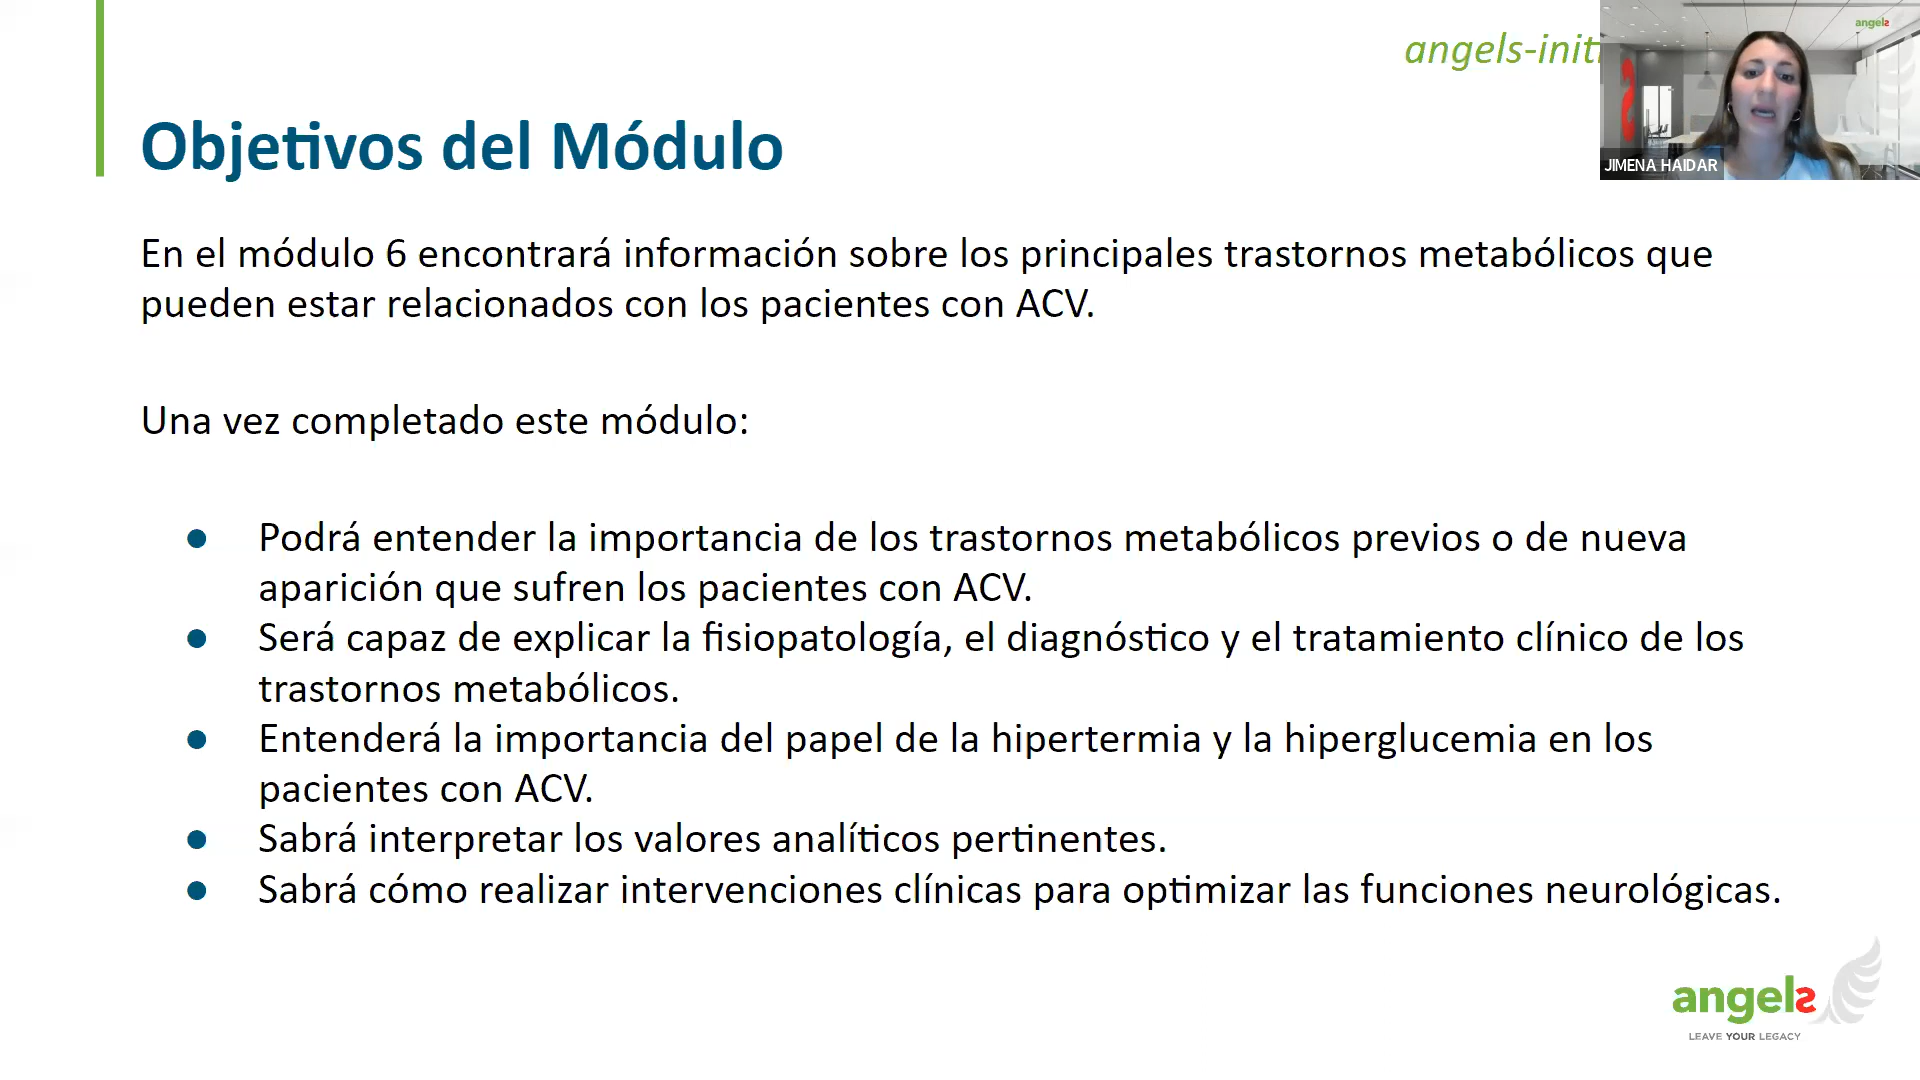 angels-initi
angels
JIMENA HAIDAR
Objetivos del Módulo
En el módulo 6 encontrará información sobre los principales trastornos metabólicos que
pueden estar relacionados con los pacientes con ACV.
Una vez completado este módulo:
● Podrá entender la importancia de los trastornos metabólicos previos o de nueva
aparición que sufren los pacientes con ACV.
● Será capaz de explicar la fisiopatología, el diagnóstico y el tratamiento clínico de los
trastornos metabólicos.
● Entenderá la importancia del papel de la hipertermia y la hiperglucemia en los
pacientes con ACV.
● Sabrá interpretar los valores analíticos pertinentes.
● Sabrá cómo realizar intervenciones clínicas para optimizar las funciones neurológicas.
angels
LEAVE YOUR LEGACY